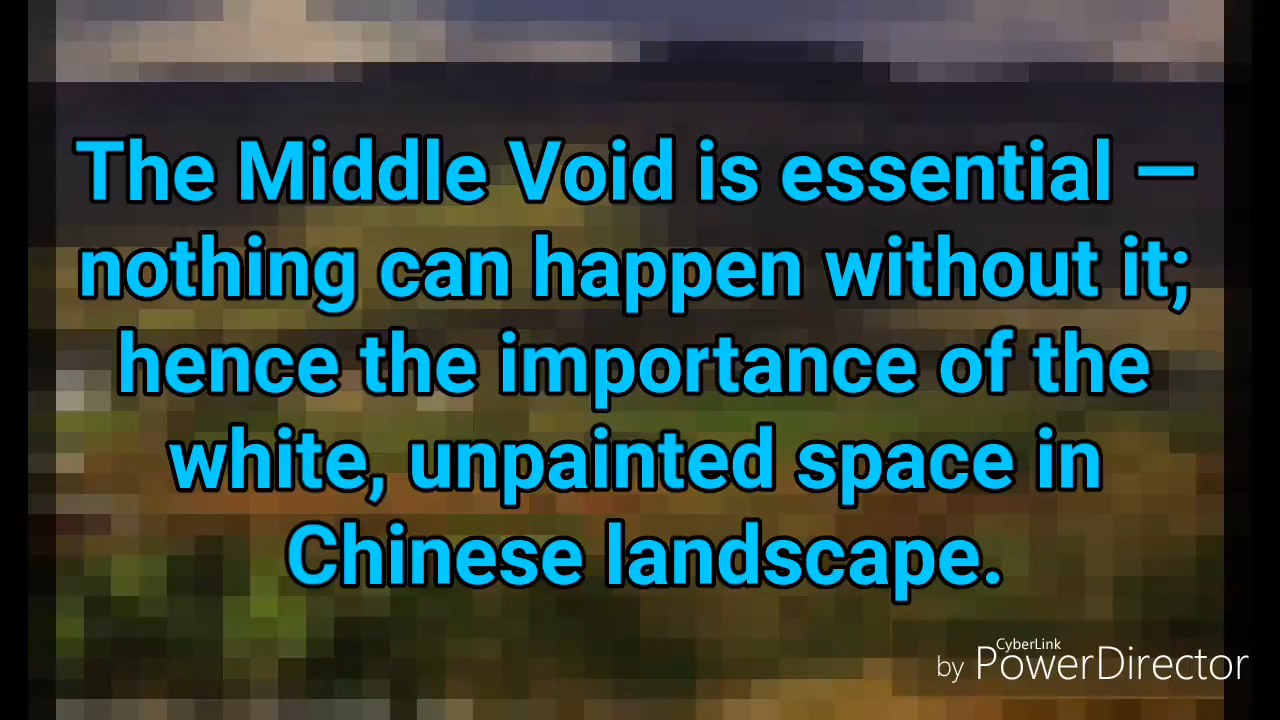 The Middle Void is essential —
nothing can happen without it;
hence the importance of the
white, unpainted space in
Chinese landscape.
CyberLink
by PowerDirector